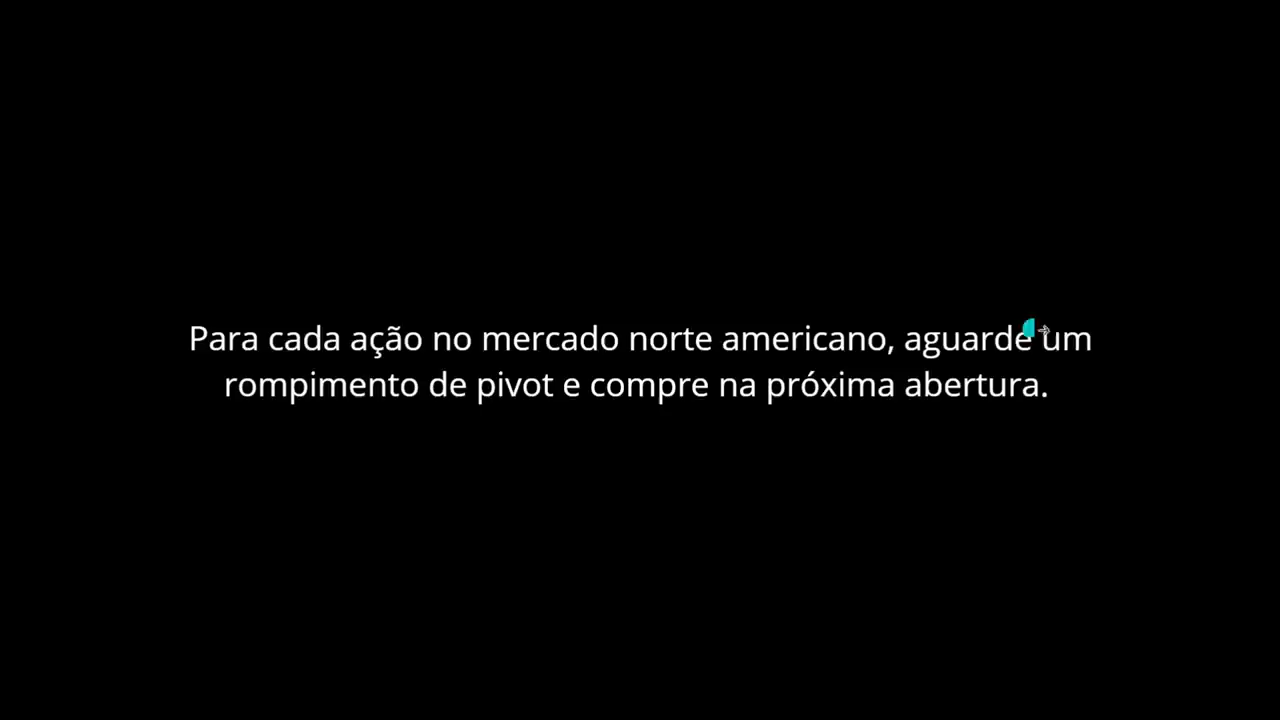 Para cada ação no mercado norte americano, aguarde um
rompimento de pivot e compre na próxima abertura.